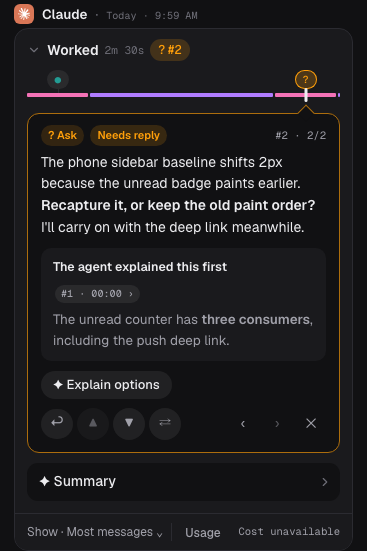 Claude · Today · 9:59 AM
Worked 2m 30s ? #2
?
? Ask Needs reply #2 · 2/2
The phone sidebar baseline shifts 2px
because the unread badge paints earlier.
Recapture it, or keep the old paint order?
I'll carry on with the deep link meanwhile.
The agent explained this first
#1 · 00:00 ›
The unread counter has three consumers,
including the push deep link.
Explain options
Summary
Show · Most messages Usage Cost unavailable